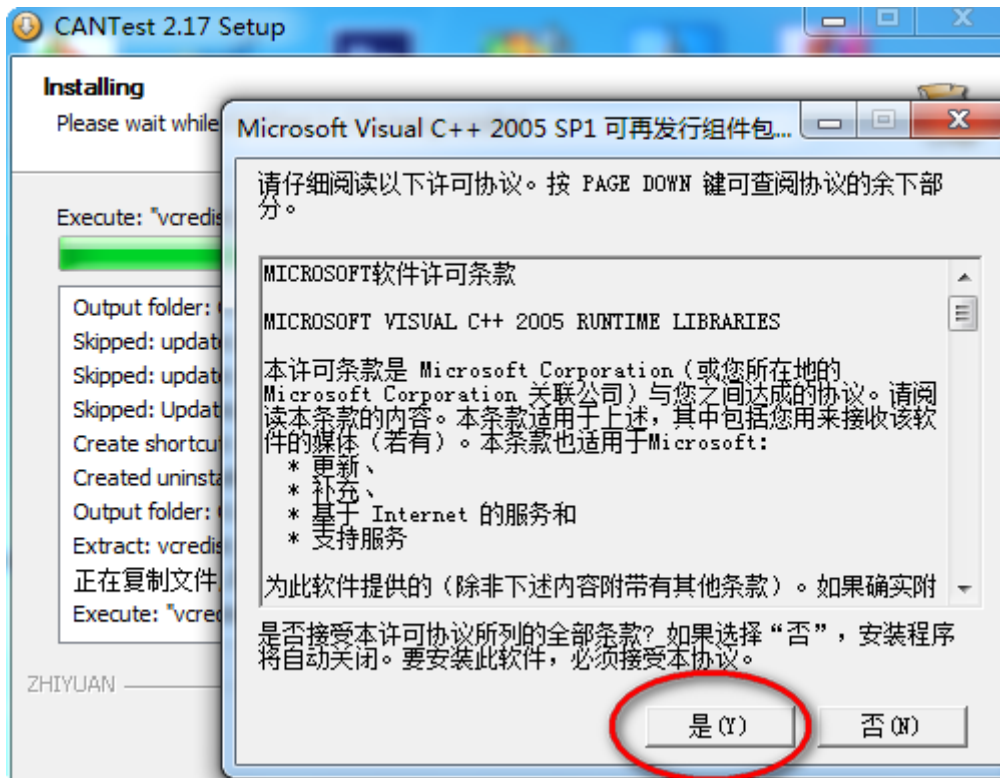 CANTest 2.17 Setup
Installing
Please wait while
Execute: "vcredis
Output folder:
Skipped: updat
Skipped: updat
Skipped: Updat
Create shortcu
Created uninsta
Output folder:
Extract: vcredis
正在复制文件
Execute: "vcred
ZHIYUAN
Microsoft Visual C++ 2005 SP1 可再发行组件包...
请仔细阅读以下许可协议。按 PAGE DOWN 键可查阅协议的余下部
分。
MICROSOFT软件许可条款
MICROSOFT VISUAL C++ 2005 RUNTIME LIBRARIES
本许可条款是 Microsoft Corporation（或您所在地的
Microsoft Corporation 关联公司）与您之间达成的协议。请阅
读本条款的内容。本条款适用于上述，其中包括您用来接收该软
件的媒体（若有）。本条款也适用于Microsoft:
* 更新、
* 补充、
* 基于 Internet 的服务和
* 支持服务
为此软件提供的（除非下述内容附带有其他条款）。如果确实附
是否接受本许可协议所列的全部条款? 如果选择“否”，安装程序
将自动关闭。要安装此软件，必须接受本协议。
是(Y)
否(N)